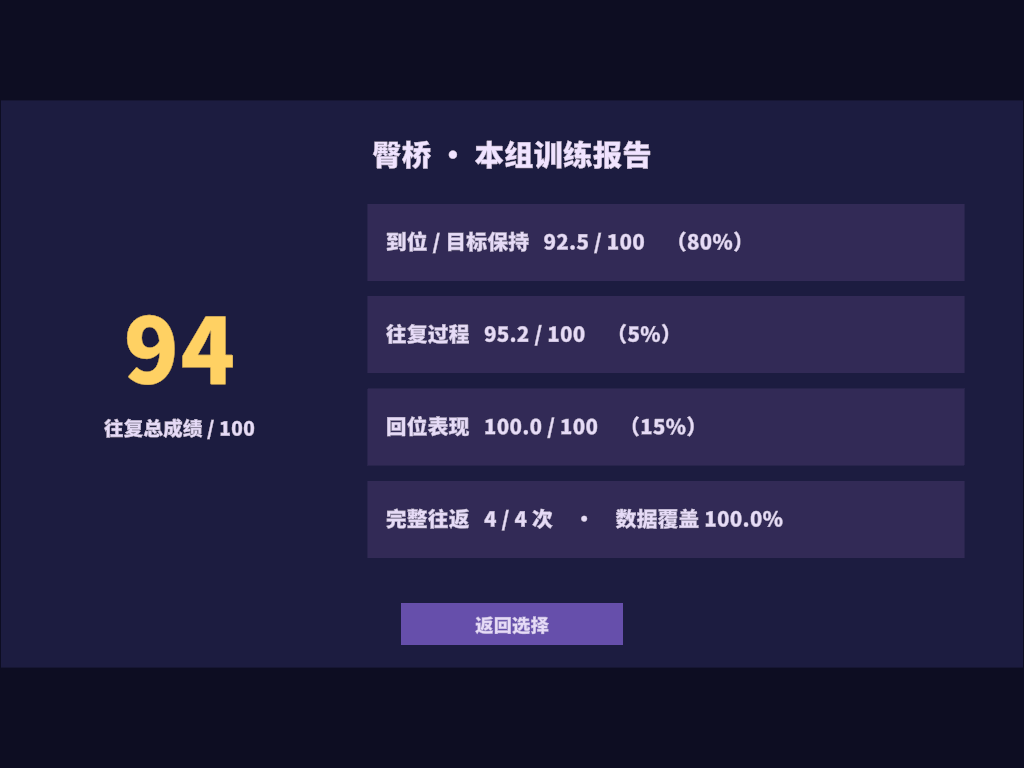 臀桥 · 本组训练报告
到位 / 目标保持 92.5 / 100 （80%）
往复过程 95.2 / 100 （5%）
94
往复总成绩 / 100
回位表现 100.0 / 100 （15%）
完整往返 4 / 4 次 · 数据覆盖 100.0%
返回选择